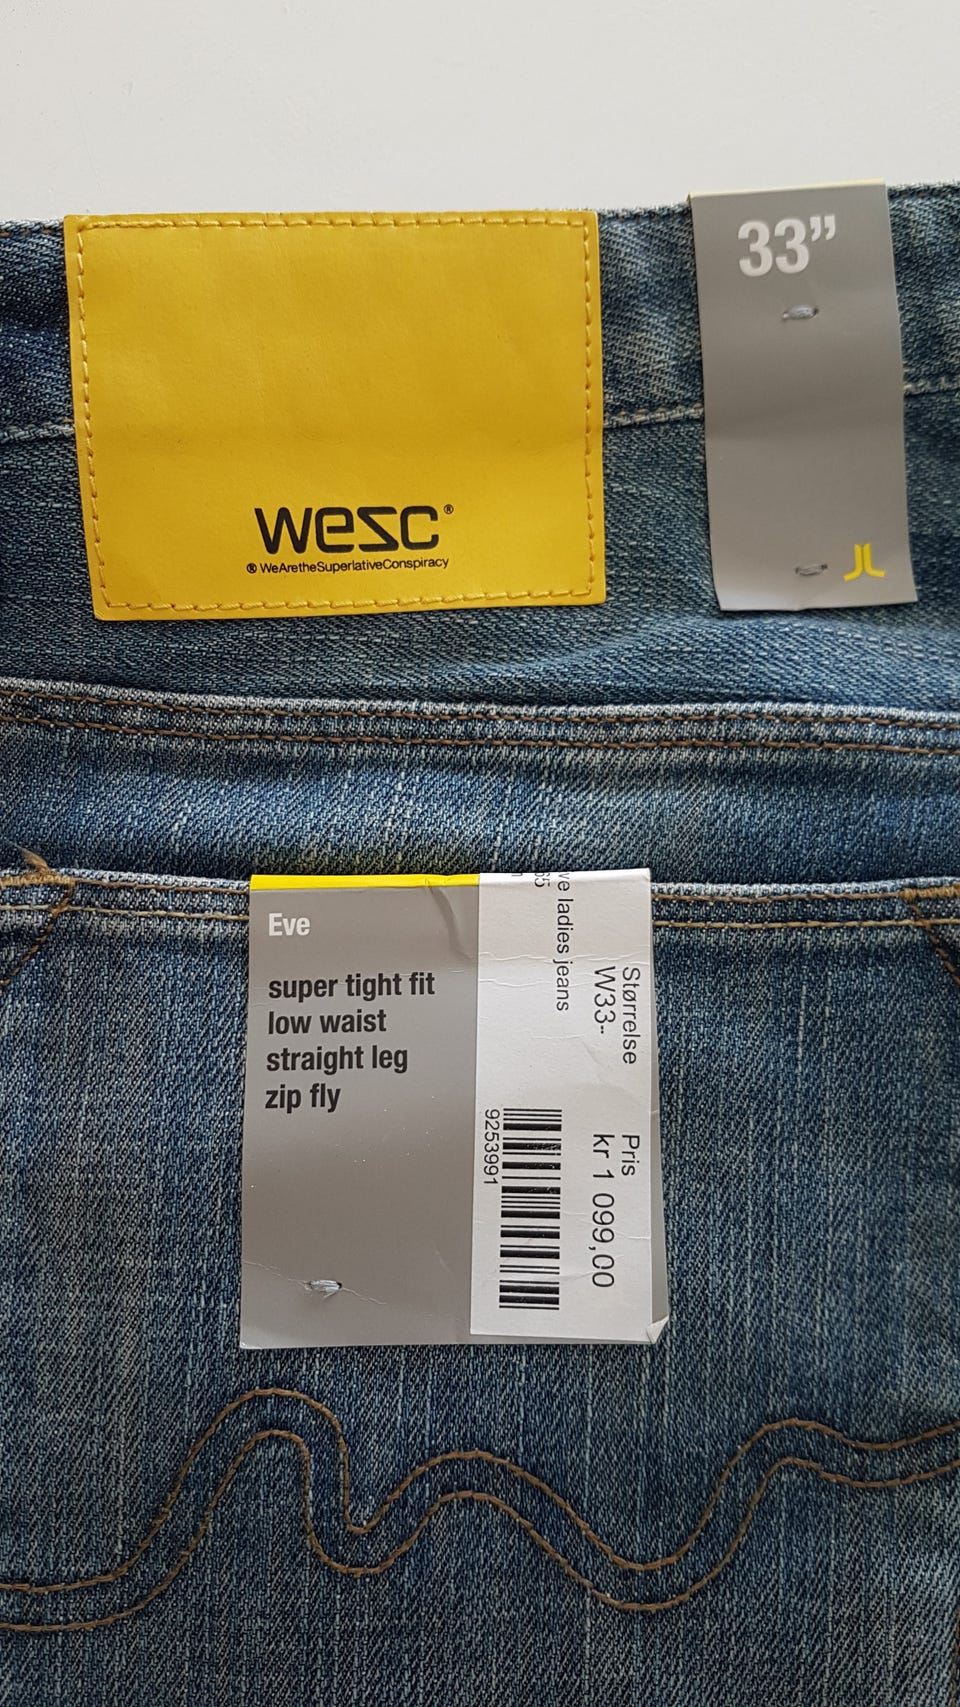 wesc®
® WeAretheSuperlativeConspiracy
33”
Eve
super tight fit
low waist
straight leg
zip fly
ladies jeans
Størrelse
W33-
Pris
kr 1 099,00
9253991